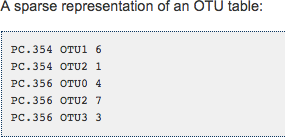 A sparse representation of an OTU table:
PC.354 OTU1 6
PC.354 OTU2 1
PC.356 OTU0 4
PC.356 OTU2 7
PC.356 OTU3 3